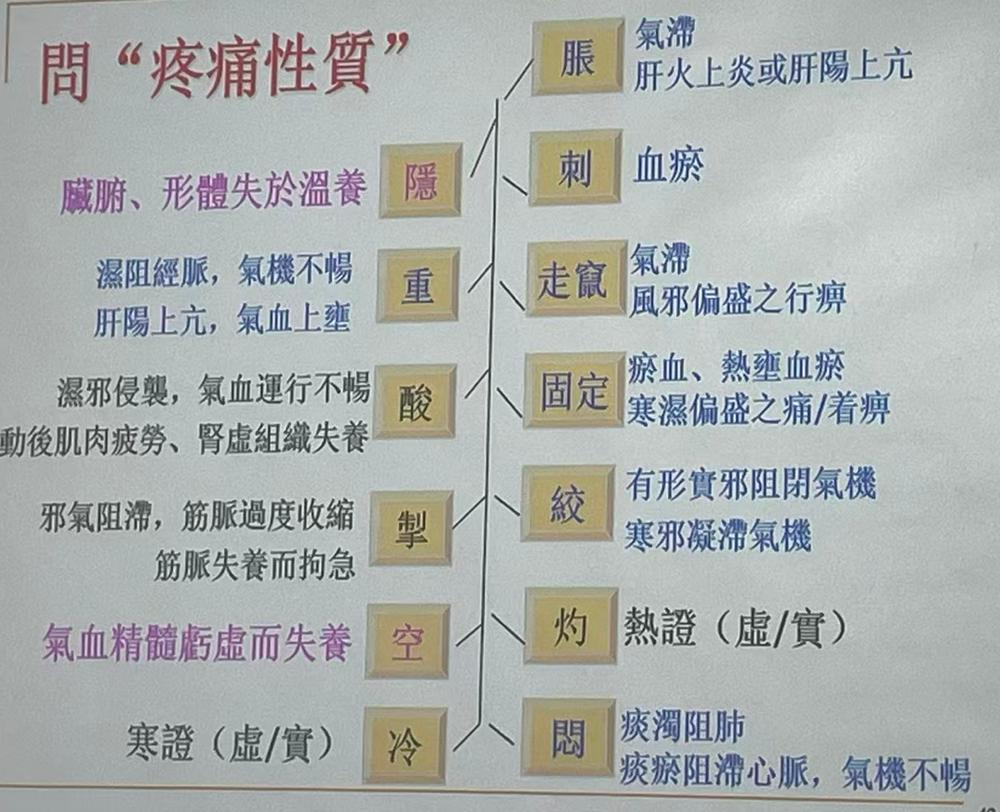 問“疼痛性質”
脹
氣滯
肝火上炎或肝陽上亢
隱
臟腑、形體失於溫養
刺
血瘀
重
濕阻經脈，氣機不暢
肝陽上亢，氣血上壅
走竄
氣滯
風邪偏盛之行痹
酸
濕邪侵襲，氣血運行不暢
動後肌肉疲勞、腎虛組織失養
固定
瘀血、熱壅血瘀
寒濕偏盛之痛/着痹
掣
邪氣阻滯，筋脈過度收縮
筋脈失養而拘急
絞
有形實邪阻閉氣機
寒邪凝滯氣機
空
氣血精髓虧虛而失養
灼
熱證（虛/實）
冷
寒證（虛/實）
悶
痰濁阻肺
痰瘀阻滯心脈，氣機不暢